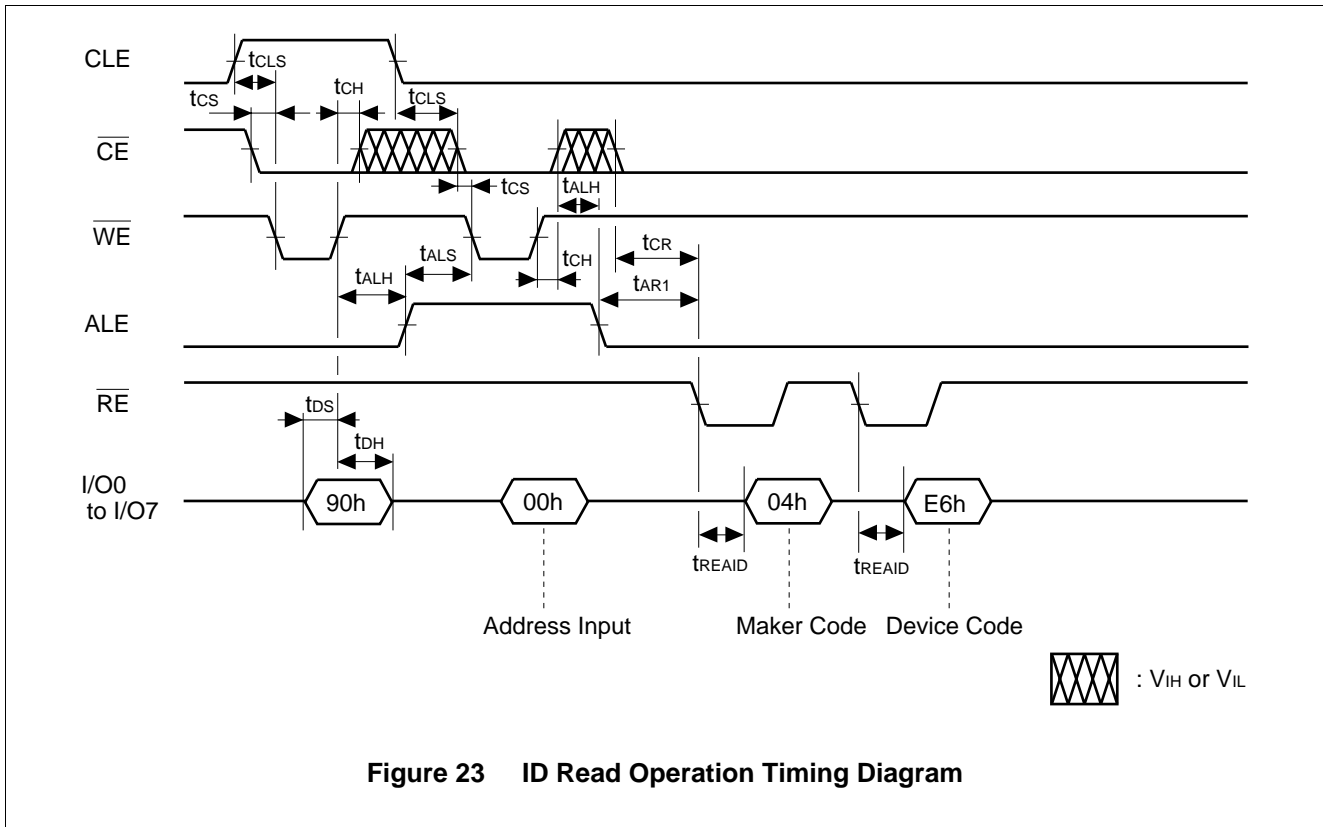 CLE
tCLS
tCS
tCH
tCLS
CE
tCS
tALH
WE
tCR
tALS
tCH
tALH
tAR1
ALE
RE
tDS
tDH
I/O0
to I/O7
90h
00h
04h
E6h
tREAID
tREAID
Address Input
Maker Code
Device Code
: VIH or VIL
Figure 23 ID Read Operation Timing Diagram